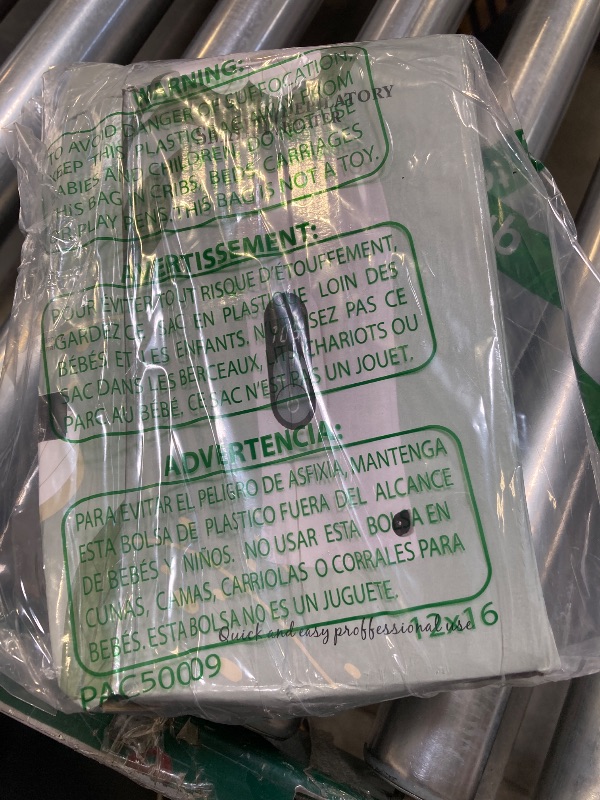 WARNING:
TO AVOID DANGER OF SUFFOCATION,
KEEP THIS PLASTIC BAG AWAY FROM
BABIES AND CHILDREN. DO NOT USE
THIS BAG IN CRIBS, BEDS, CARRIAGES
OR PLAY PENS. THIS BAG IS NOT A TOY.
AVERTISSEMENT:
POUR EVITER TOUT RISQUE D'ÉTOUFFEMENT,
GARDEZ CE SAC EN PLASTIQUE LOIN DES
BÉBÉS ET LES ENFANTS. N'UTILISEZ PAS CE
SAC DANS LES BERCEAUX, LITS, CHARIOTS OU
PARC AU BÉBÉ. CE SAC N'EST PAS UN JOUET.
ADVERTENCIA:
PARA EVITAR EL PELIGRO DE ASFIXIA, MANTENGA
ESTA BOLSA DE PLASTICO FUERA DEL ALCANCE
DE BEBÉS Y NIÑOS. NO USAR ESTA BOLSA EN
CUNAS, CAMAS, CARRIOLAS O CORRALES PARA
BEBES. ESTA BOLSA NO ES UN JUGUETE.
Quick and easy proffessional use
12x16
PAC50009